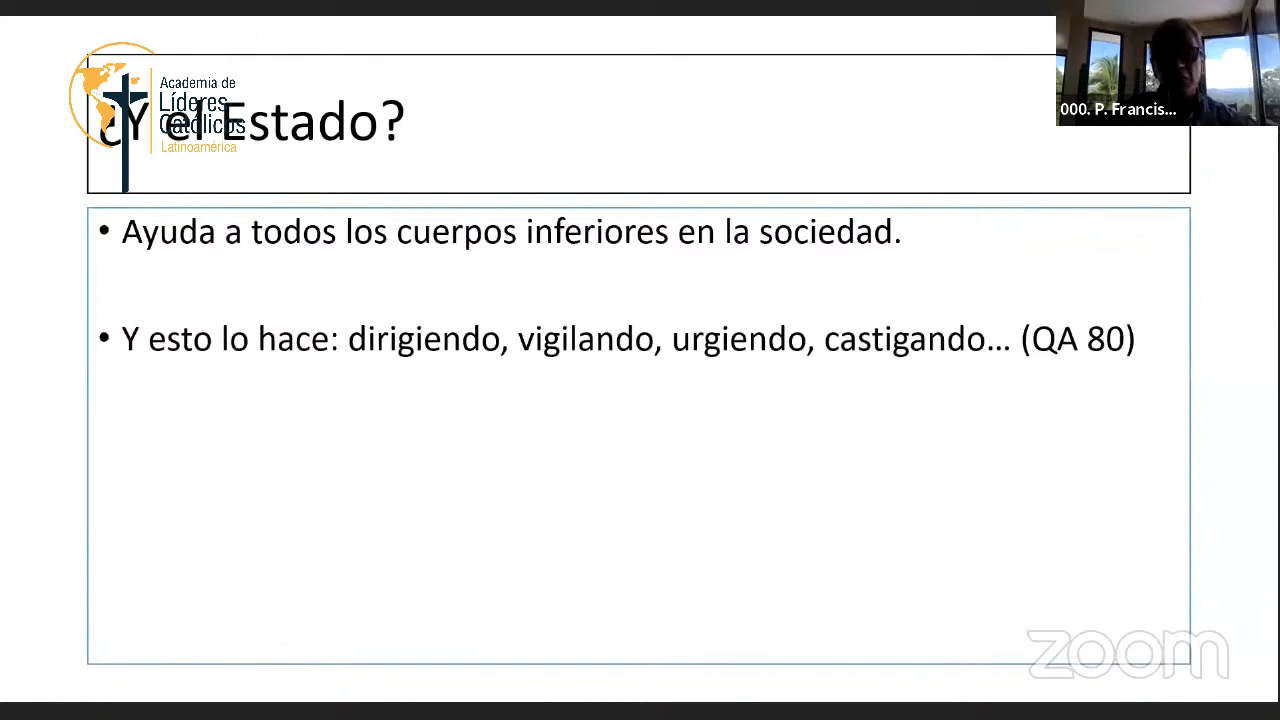 Academia de
Líderes
Católicos
Latinoamérica
¿Y el Estado?
000. P. Francis...
• Ayuda a todos los cuerpos inferiores en la sociedad.
• Y esto lo hace: dirigiendo, vigilando, urgiendo, castigando... (QA 80)
zoom